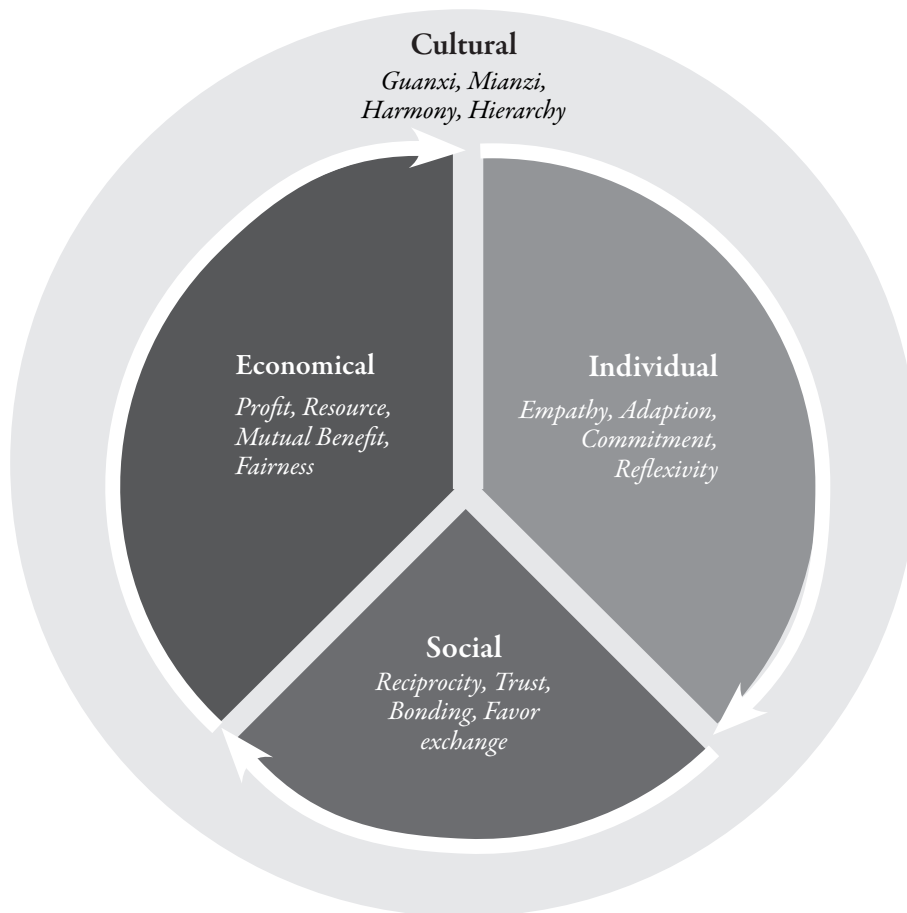 Cultural
Guanxi, Mianzi,
Harmony, Hierarchy
Economical
Profit, Resource,
Mutual Benefit,
Fairness
Individual
Empathy, Adaption,
Commitment,
Reflexivity
Social
Reciprocity, Trust,
Bonding, Favor
exchange